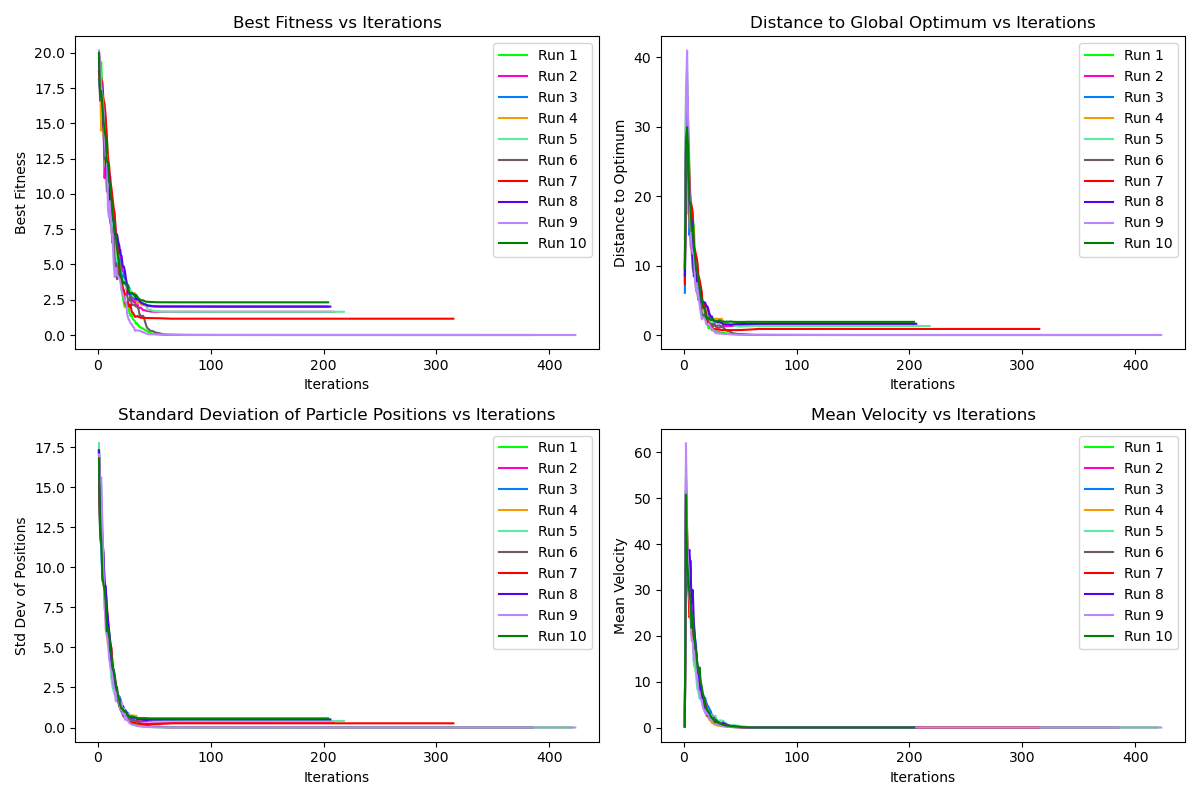 Best Fitness vs Iterations
Best Fitness
20.0
17.5
15.0
12.5
10.0
7.5
5.0
2.5
0.0
0 100 200 300 400
Iterations
Run 1
Run 2
Run 3
Run 4
Run 5
Run 6
Run 7
Run 8
Run 9
Run 10
Distance to Global Optimum vs Iterations
Distance to Optimum
40
30
20
10
0
0 100 200 300 400
Iterations
Run 1
Run 2
Run 3
Run 4
Run 5
Run 6
Run 7
Run 8
Run 9
Run 10
Standard Deviation of Particle Positions vs Iterations
Std Dev of Positions
17.5
15.0
12.5
10.0
7.5
5.0
2.5
0.0
0 100 200 300 400
Iterations
Run 1
Run 2
Run 3
Run 4
Run 5
Run 6
Run 7
Run 8
Run 9
Run 10
Mean Velocity vs Iterations
Mean Velocity
60
50
40
30
20
10
0
0 100 200 300 400
Iterations
Run 1
Run 2
Run 3
Run 4
Run 5
Run 6
Run 7
Run 8
Run 9
Run 10